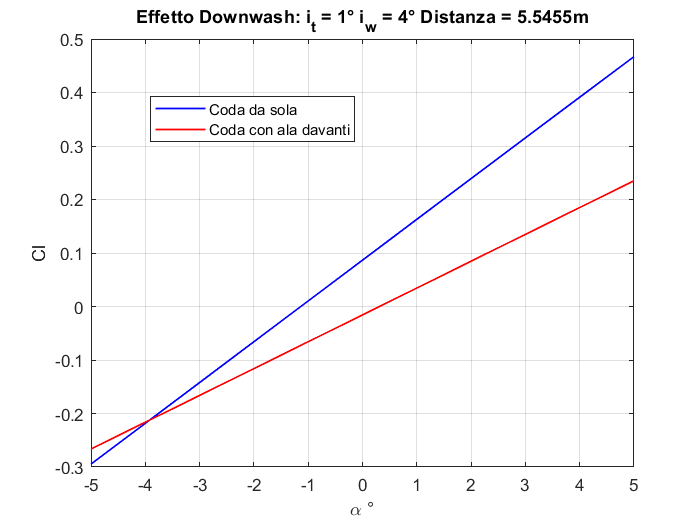 Effetto Downwash: i_t = 1° i_w = 4° Distanza = 5.5455m
0.5
0.4
0.3
0.2
0.1
0
-0.1
-0.2
-0.3
Cl
Coda da sola
Coda con ala davanti
-5 -4 -3 -2 -1 0 1 2 3 4 5
α °